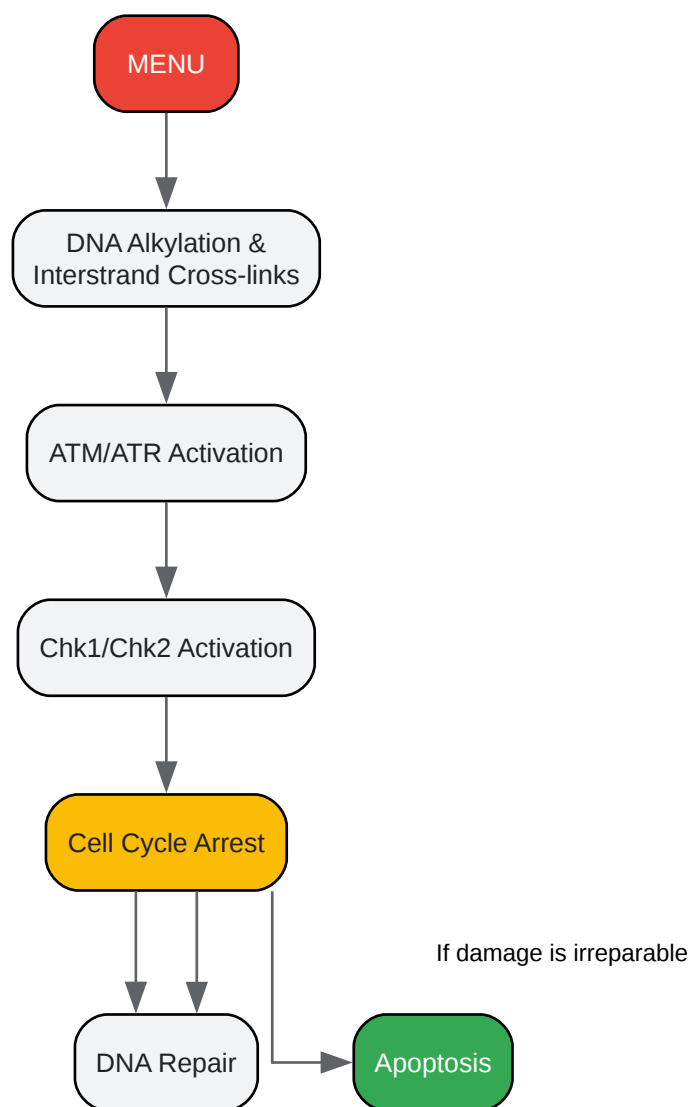 MENU
DNA Alkylation &
Interstrand Cross-links
ATM/ATR Activation
Chk1/Chk2 Activation
Cell Cycle Arrest
If damage is irreparable
DNA Repair
Apoptosis